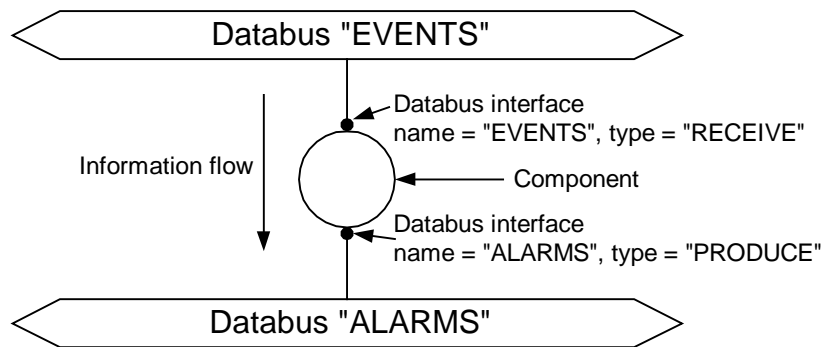 Databus "EVENTS"
Databus interface
name = "EVENTS", type = "RECEIVE"
Information flow
Component
Databus interface
name = "ALARMS", type = "PRODUCE"
Databus "ALARMS"